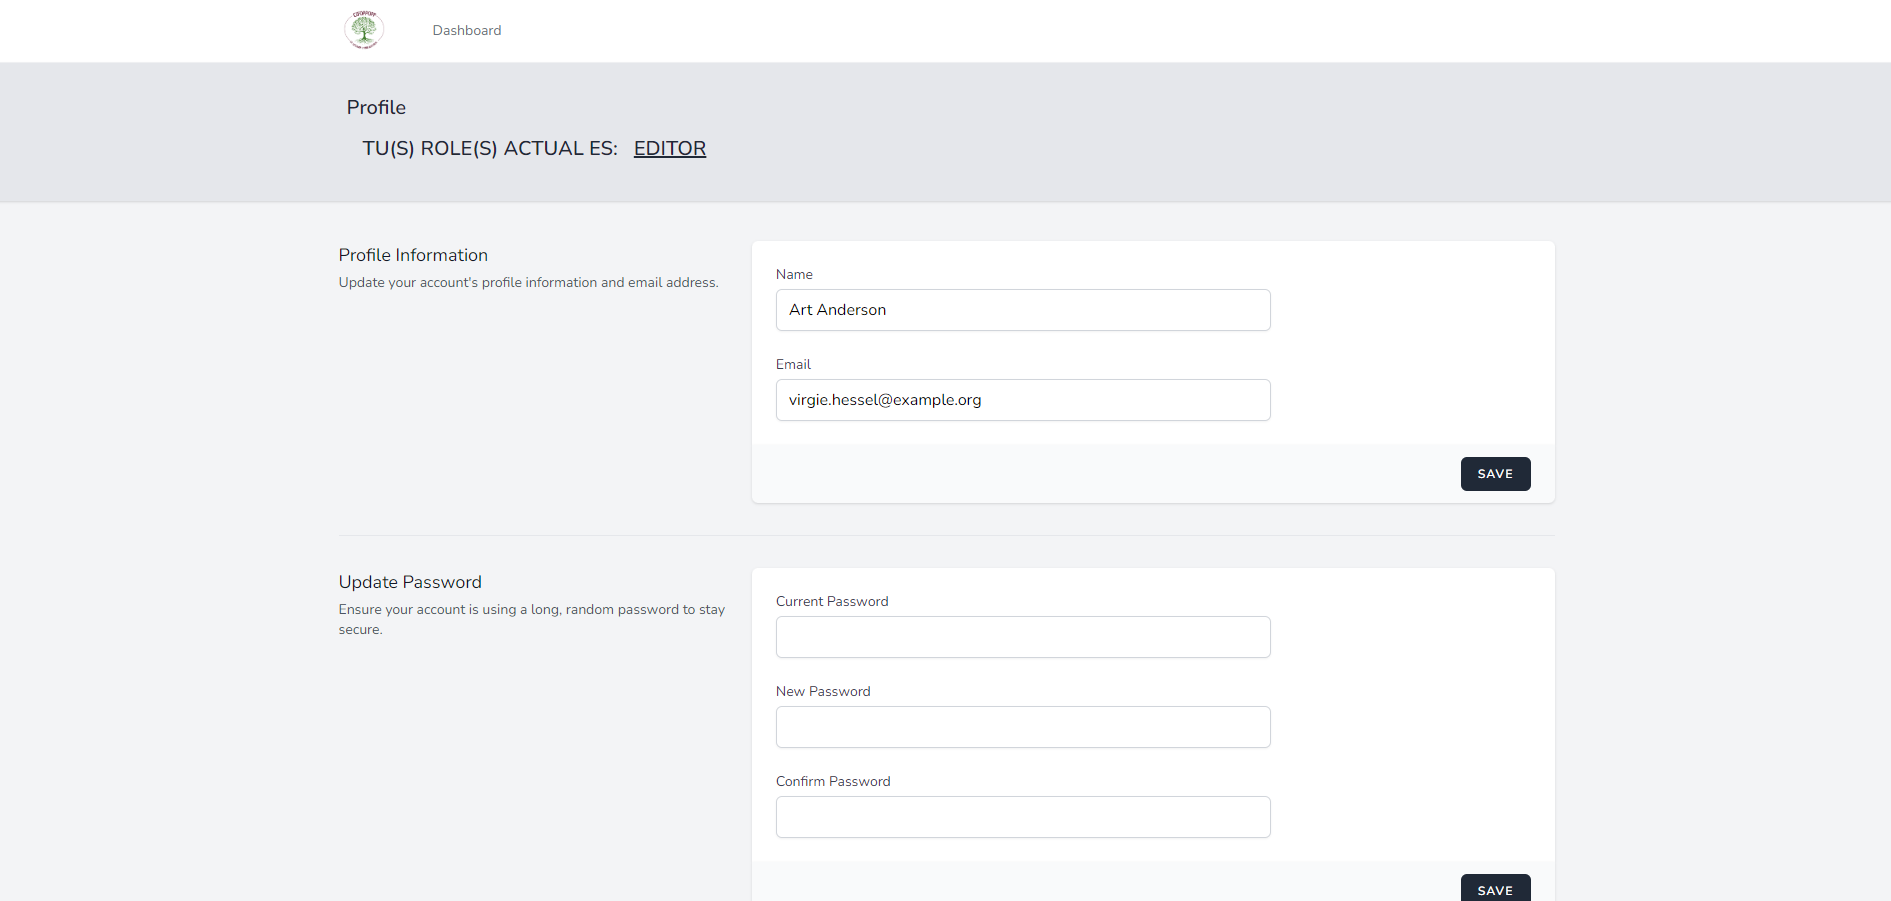 Dashboard
Profile
TU(S) ROLE(S) ACTUAL ES: EDITOR
Profile Information
Update your account's profile information and email address.
Name
Art Anderson
Email
virgie.hessel@example.org
SAVE
Update Password
Ensure your account is using a long, random password to stay
secure.
Current Password
New Password
Confirm Password
SAVE